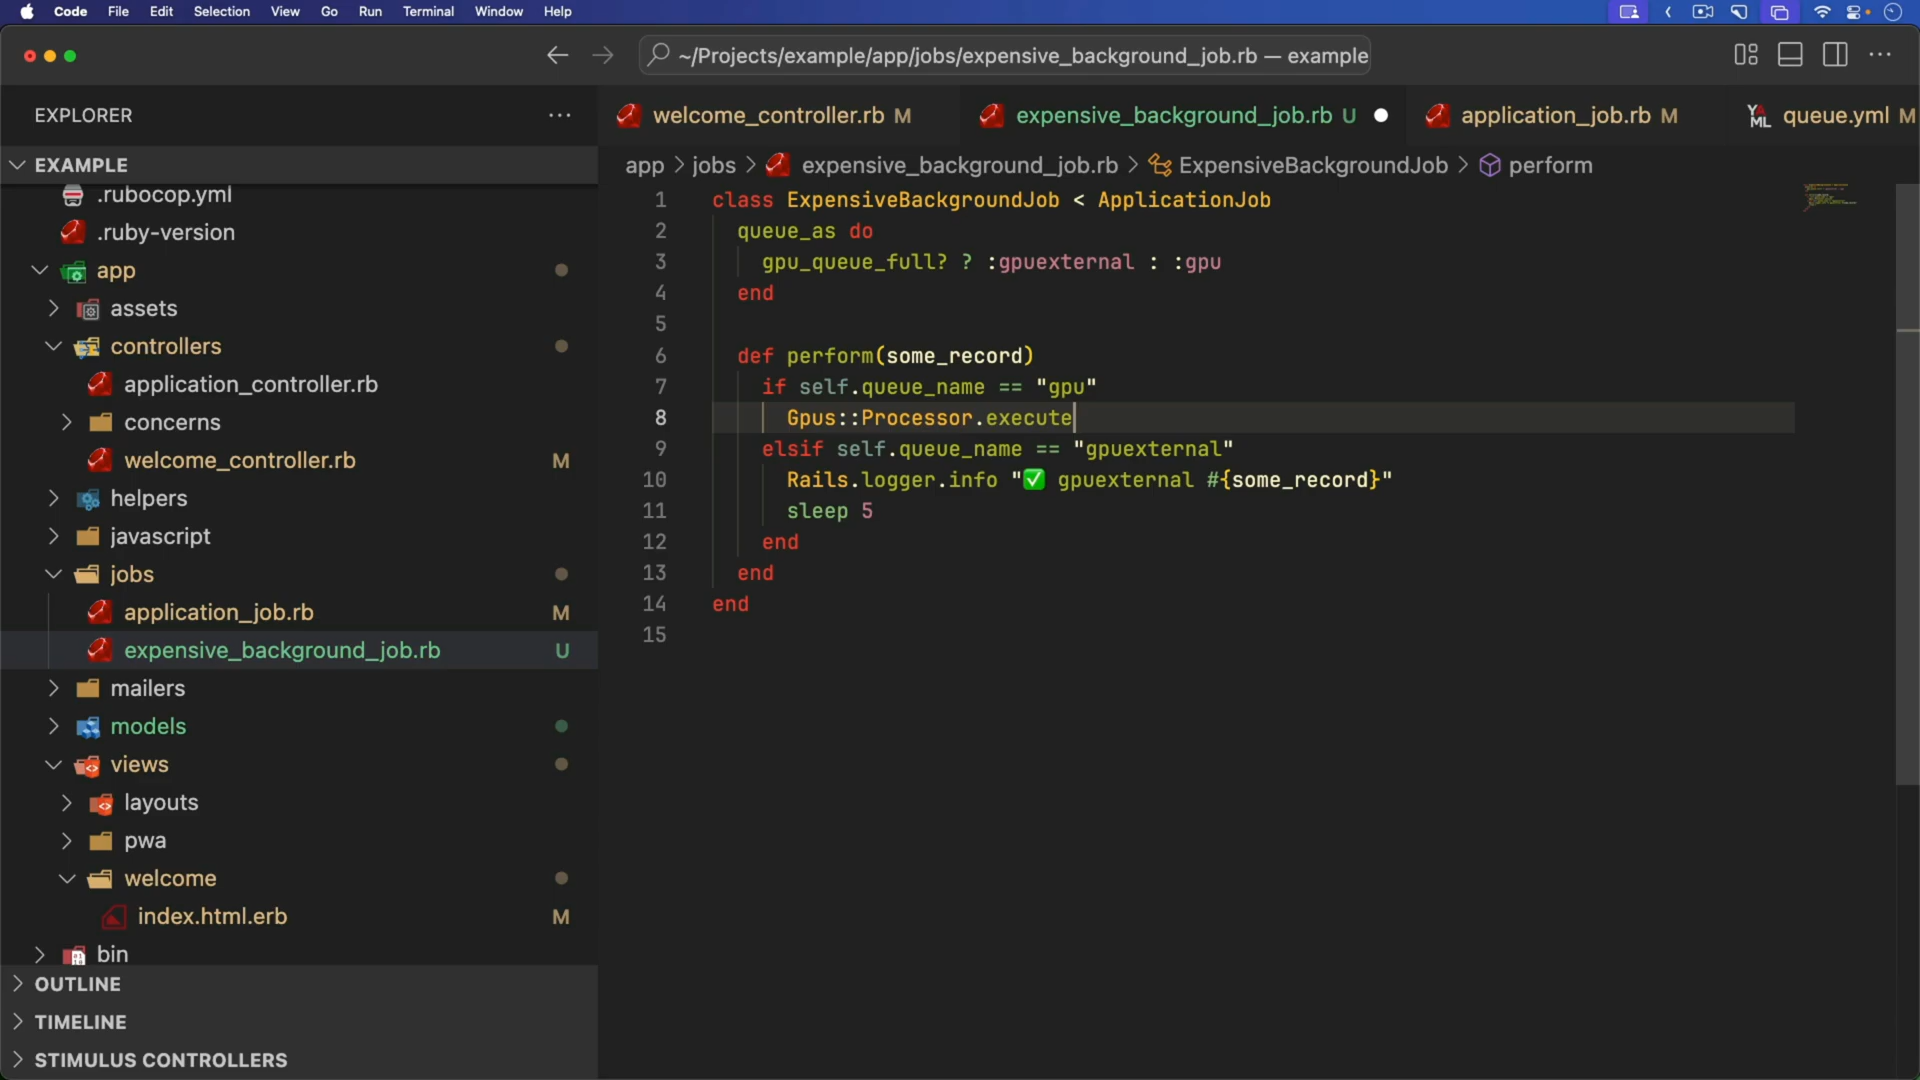 Code File Edit Selection View Go Run Terminal Window Help
~/Projects/example/app/jobs/expensive_background_job.rb — example
EXPLORER
welcome_controller.rb M
expensive_background_job.rb U
application_job.rb M
queue.yml M
EXAMPLE
app > jobs > expensive_background_job.rb > ExpensiveBackgroundJob > perform
.rubocop.yml
.ruby-version
app
assets
controllers
application_controller.rb
concerns
welcome_controller.rb M
helpers
javascript
jobs
application_job.rb M
expensive_background_job.rb U
mailers
models
views
layouts
pwa
welcome
index.html.erb M
bin
OUTLINE
TIMELINE
STIMULUS CONTROLLERS
1 class ExpensiveBackgroundJob < ApplicationJob
2 queue_as do
3 gpu_queue_full? ? :gpuexternal : :gpu
4 end
5
6 def perform(some_record)
7 if self.queue_name == "gpu"
8 Gpus::Processor.execute
9 elsif self.queue_name == "gpuexternal"
10 Rails.logger.info "✅ gpuexternal #{some_record}"
11 sleep 5
12 end
13 end
14 end
15